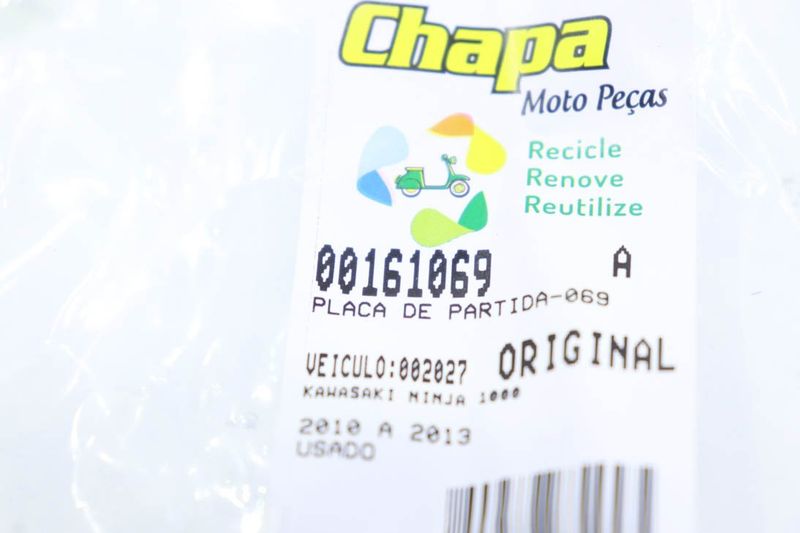 Chapa
Moto Peças
Recicle
Renove
Reutilize
00161069 A
PLACA DE PARTIDA-069
VEICULO:002027 ORIGINAL
KAWASAKI NINJA 1000
2010 A 2013
USADO